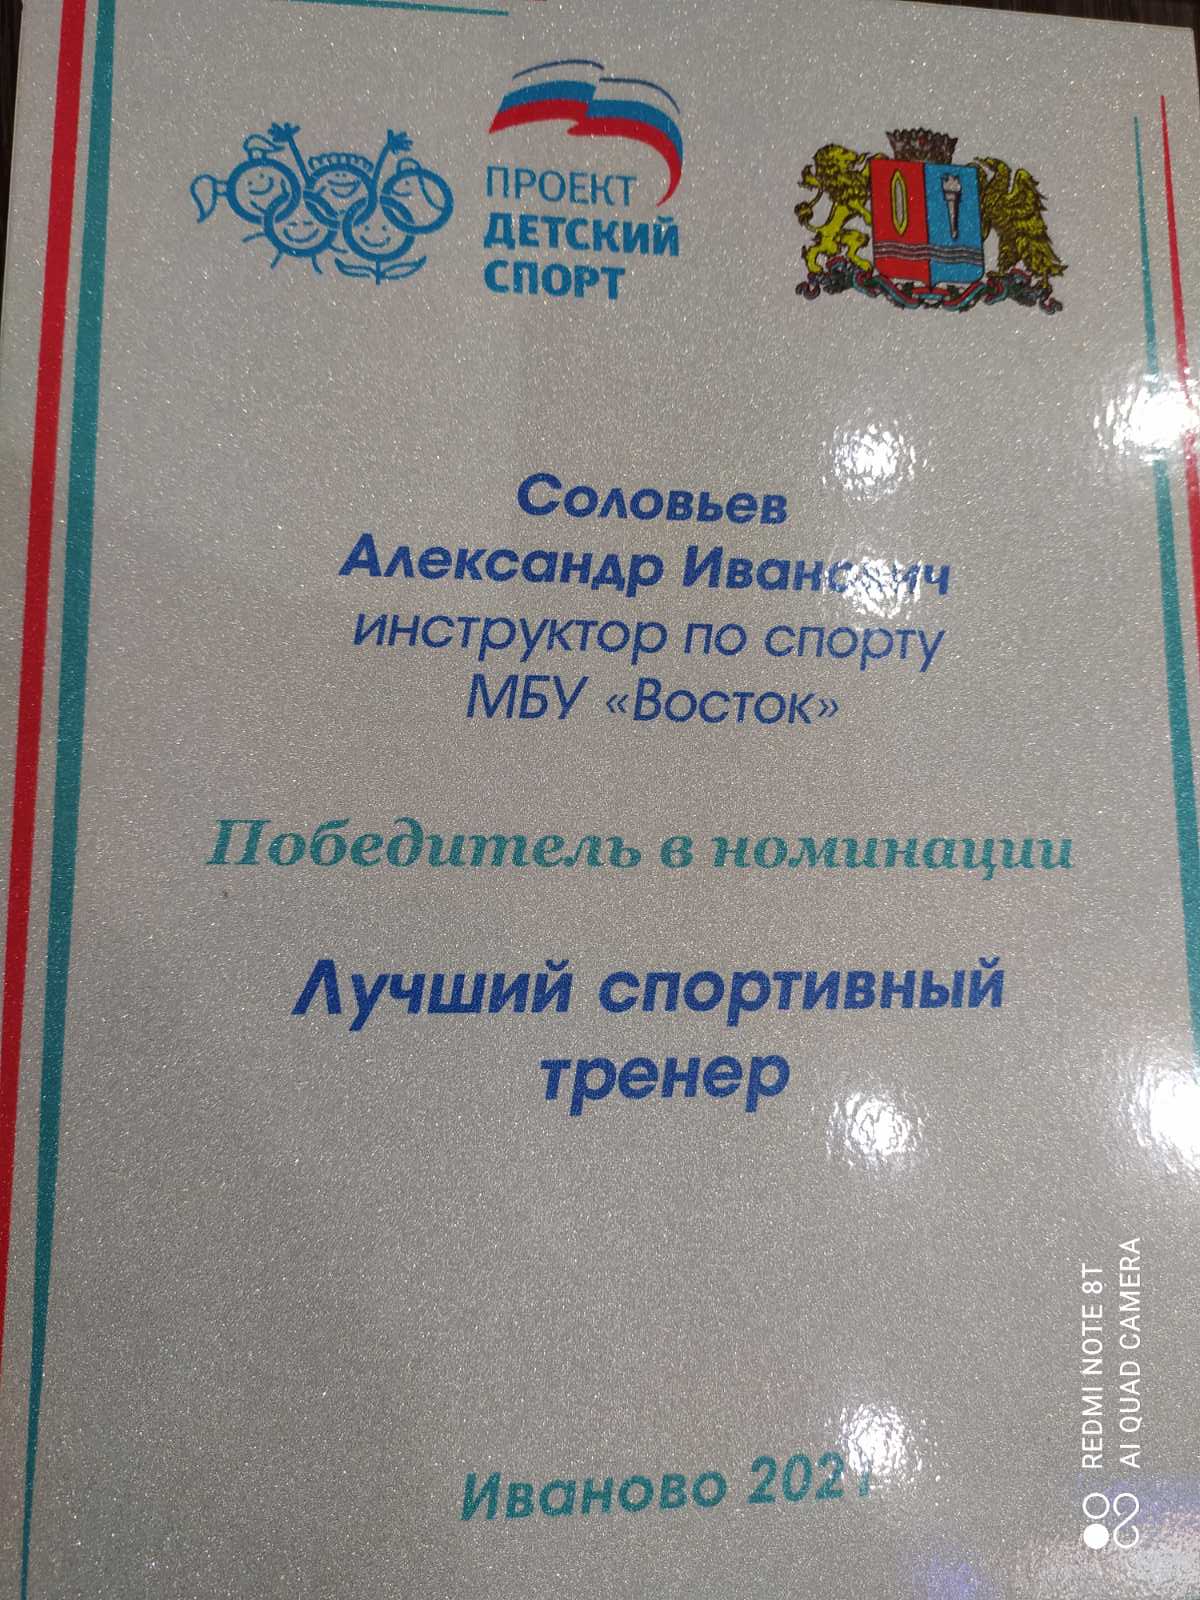 ПРОЕКТ
ДЕТСКИЙ
СПОРТ
Соловьев
Александр Иванович
инструктор по спорту
МБУ «Восток»
Победитель в номинации
Лучший спортивный
тренер
Иваново 2021
REDMI NOTE 8T
AI QUAD CAMERA